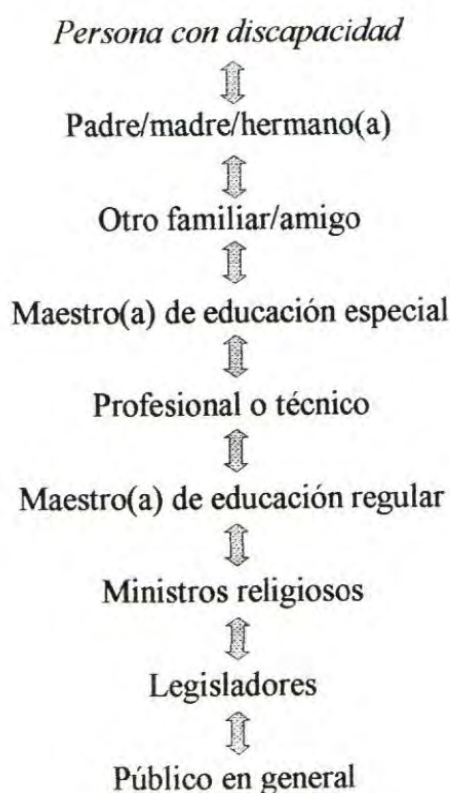 Persona con discapacidad
Padre/madre/hermano(a)
Otro familiar/amigo
Maestro(a) de educación especial
Profesional o técnico
Maestro(a) de educación regular
Ministros religiosos
Legisladores
Público en general